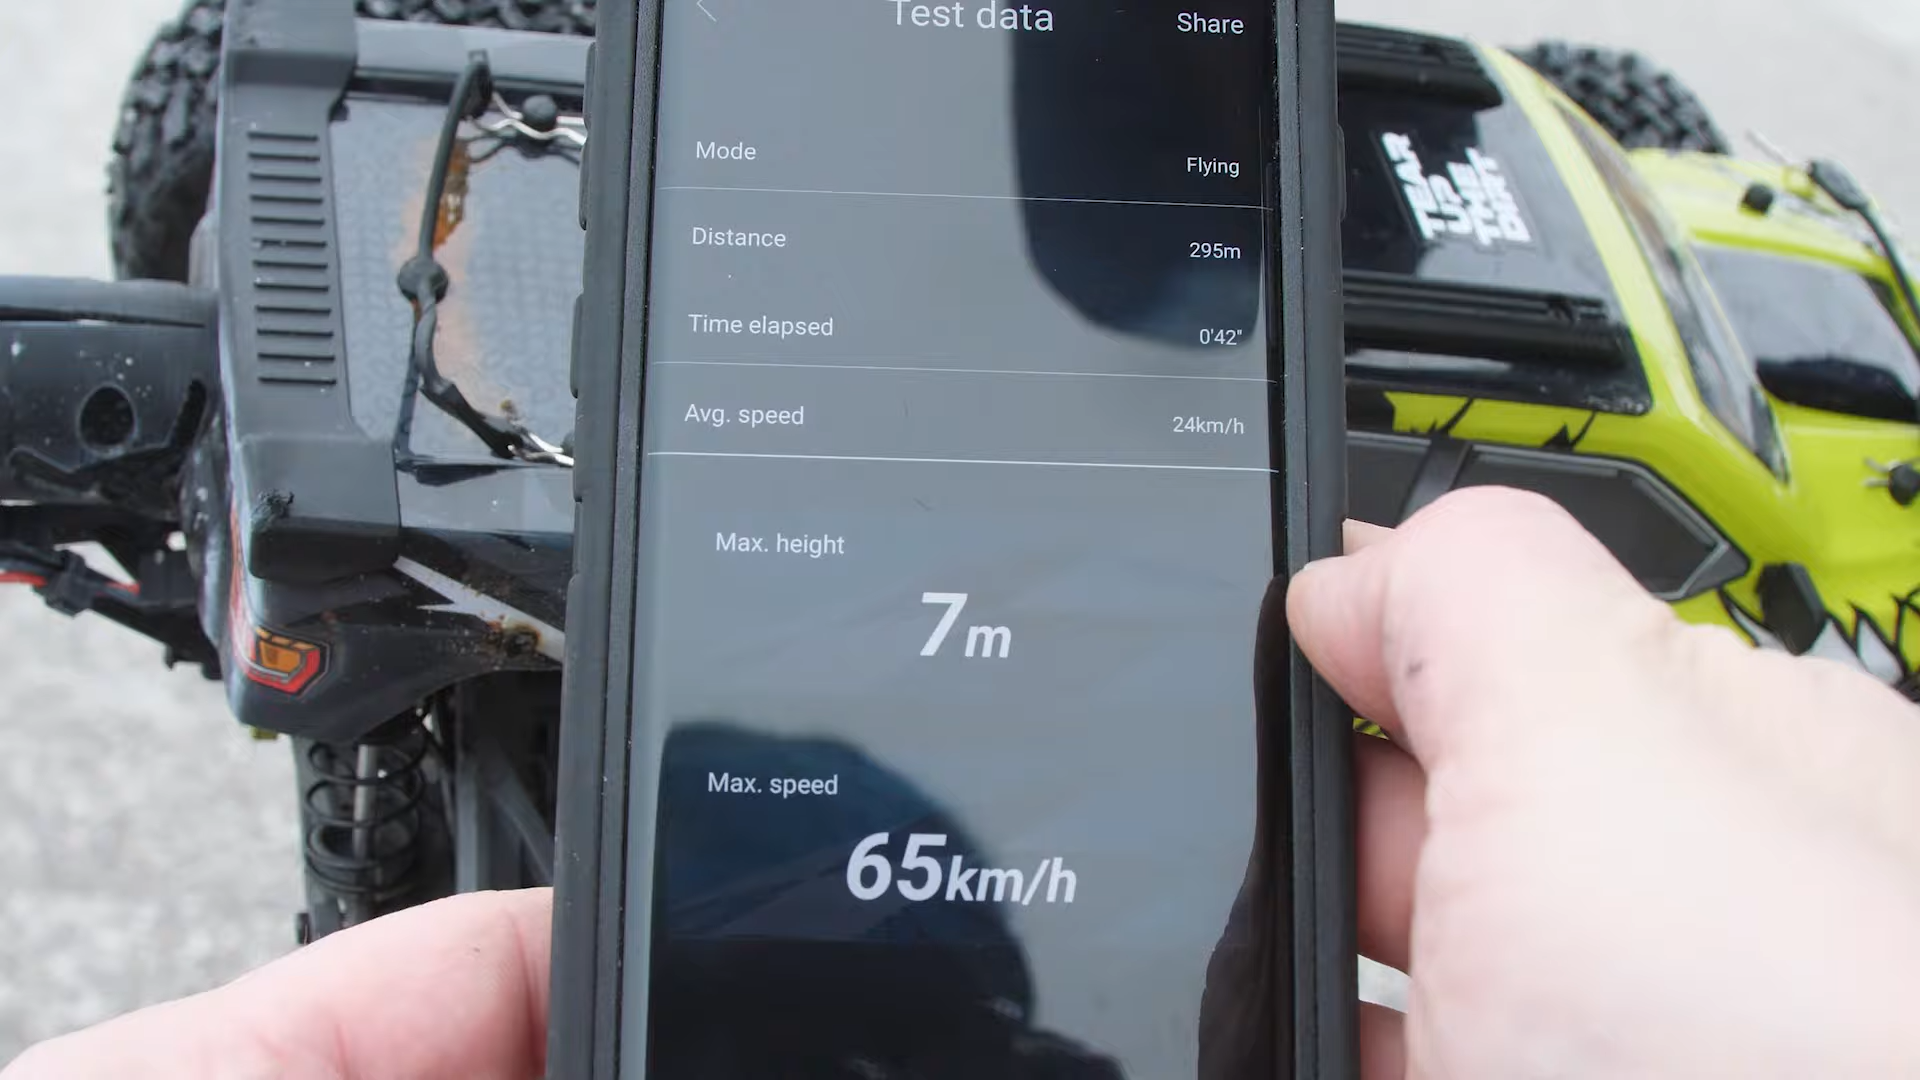 Test data
Share
Mode
Flying
Distance
295m
Time elapsed
0'42"
Avg. speed
24km/h
Max. height
7m
Max. speed
65km/h
TEAR
UP
THE
DIRT